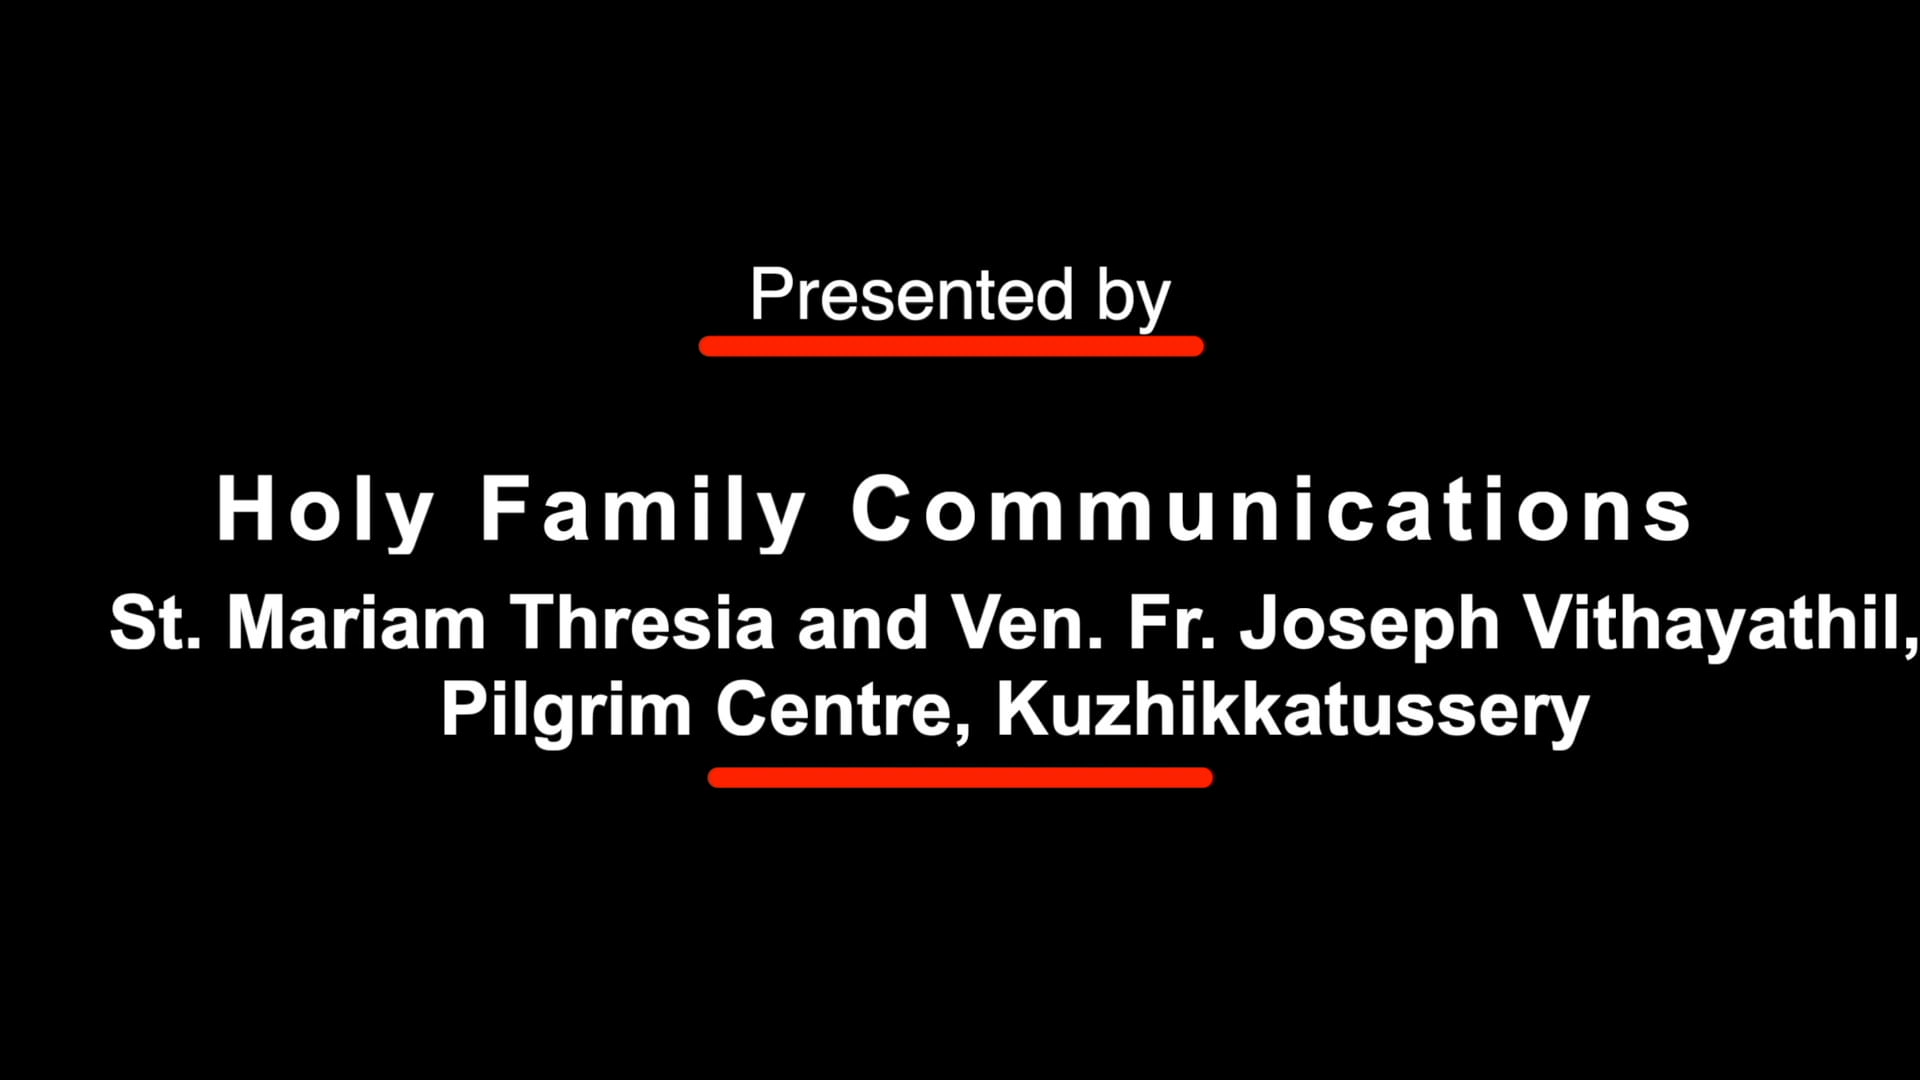 Presented by
Holy Family Communications
St. Mariam Thresia and Ven. Fr. Joseph Vithayathil,
Pilgrim Centre, Kuzhikkatussery